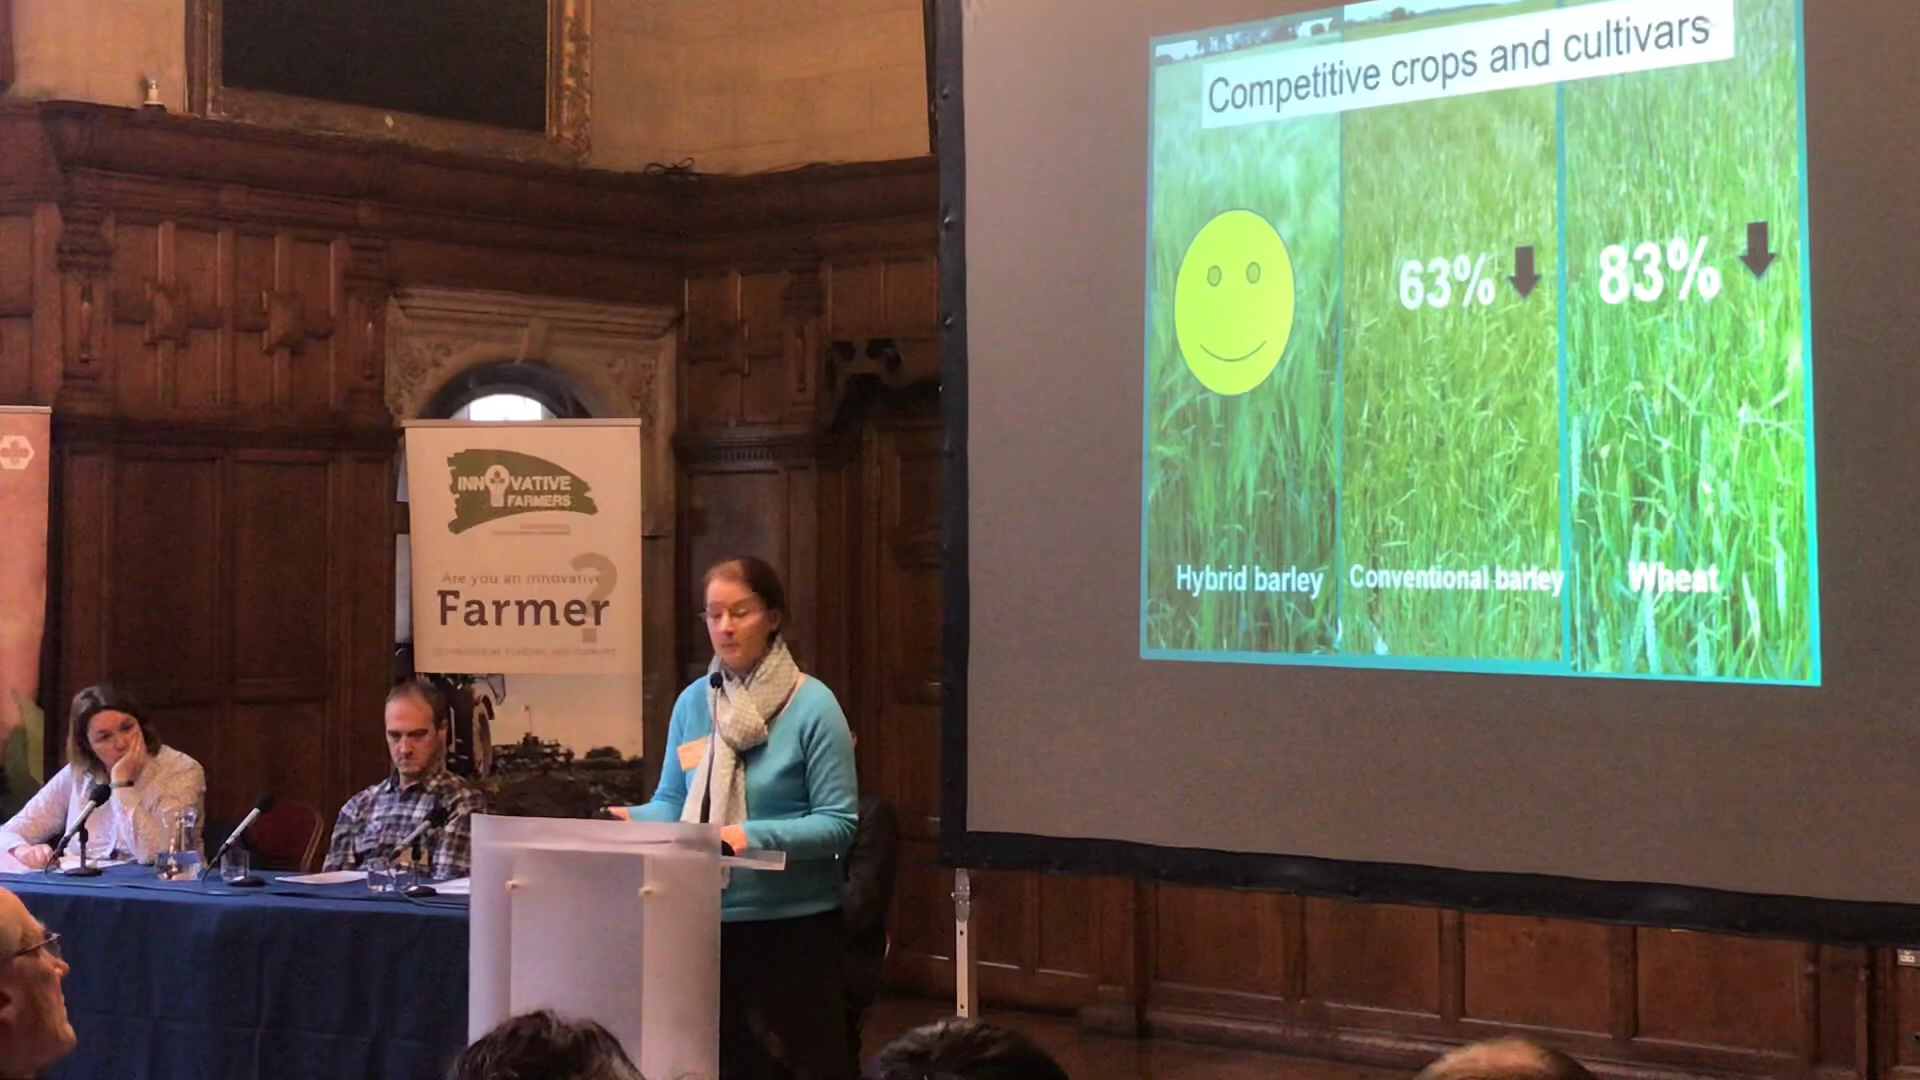 Competitive crops and cultivars
63%
83%
Hybrid barley
Conventional barley
Wheat
INNOVATIVE
FARMERS
Are you an innovative
Farmer?